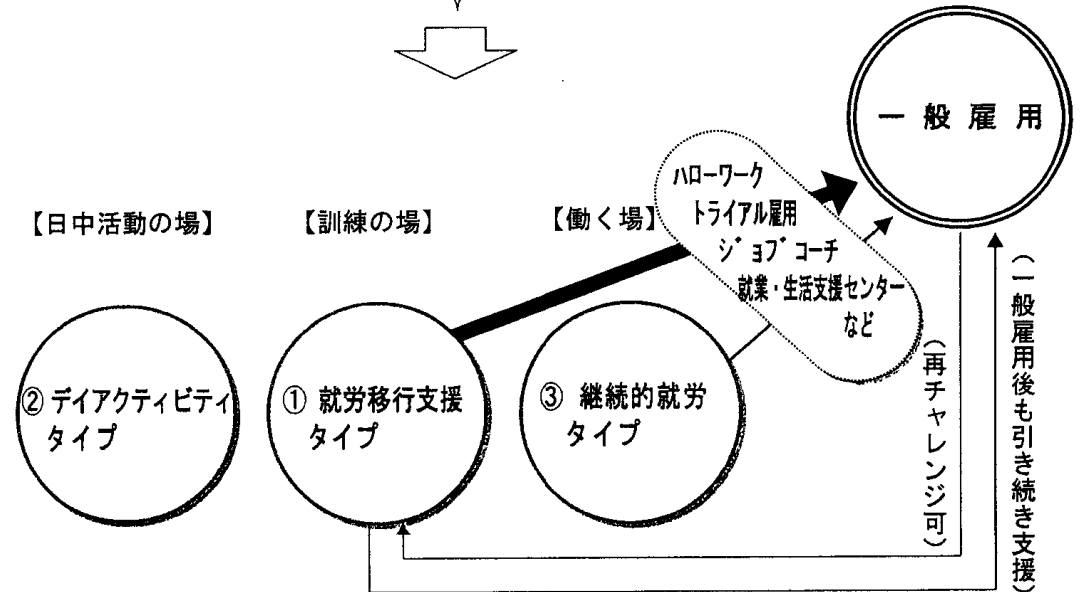 一般雇用
ハローワーク
トライアル雇用
ジョブコーチ
就業・生活支援センター
など
【日中活動の場】
【訓練の場】
【働く場】
② デイアクティビティ
タイプ
① 就労移行支援
タイプ
③ 継続的就労
タイプ
（再チャレンジ可）
（一般雇用後も引き続き支援）